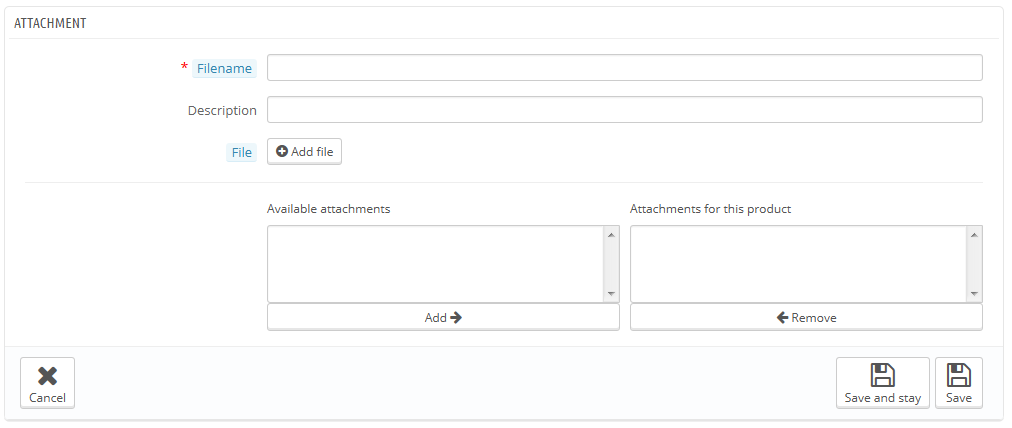 ATTACHMENT
* Filename
Description
File Add file
Available attachments Attachments for this product
Add Remove
Cancel Save and stay Save